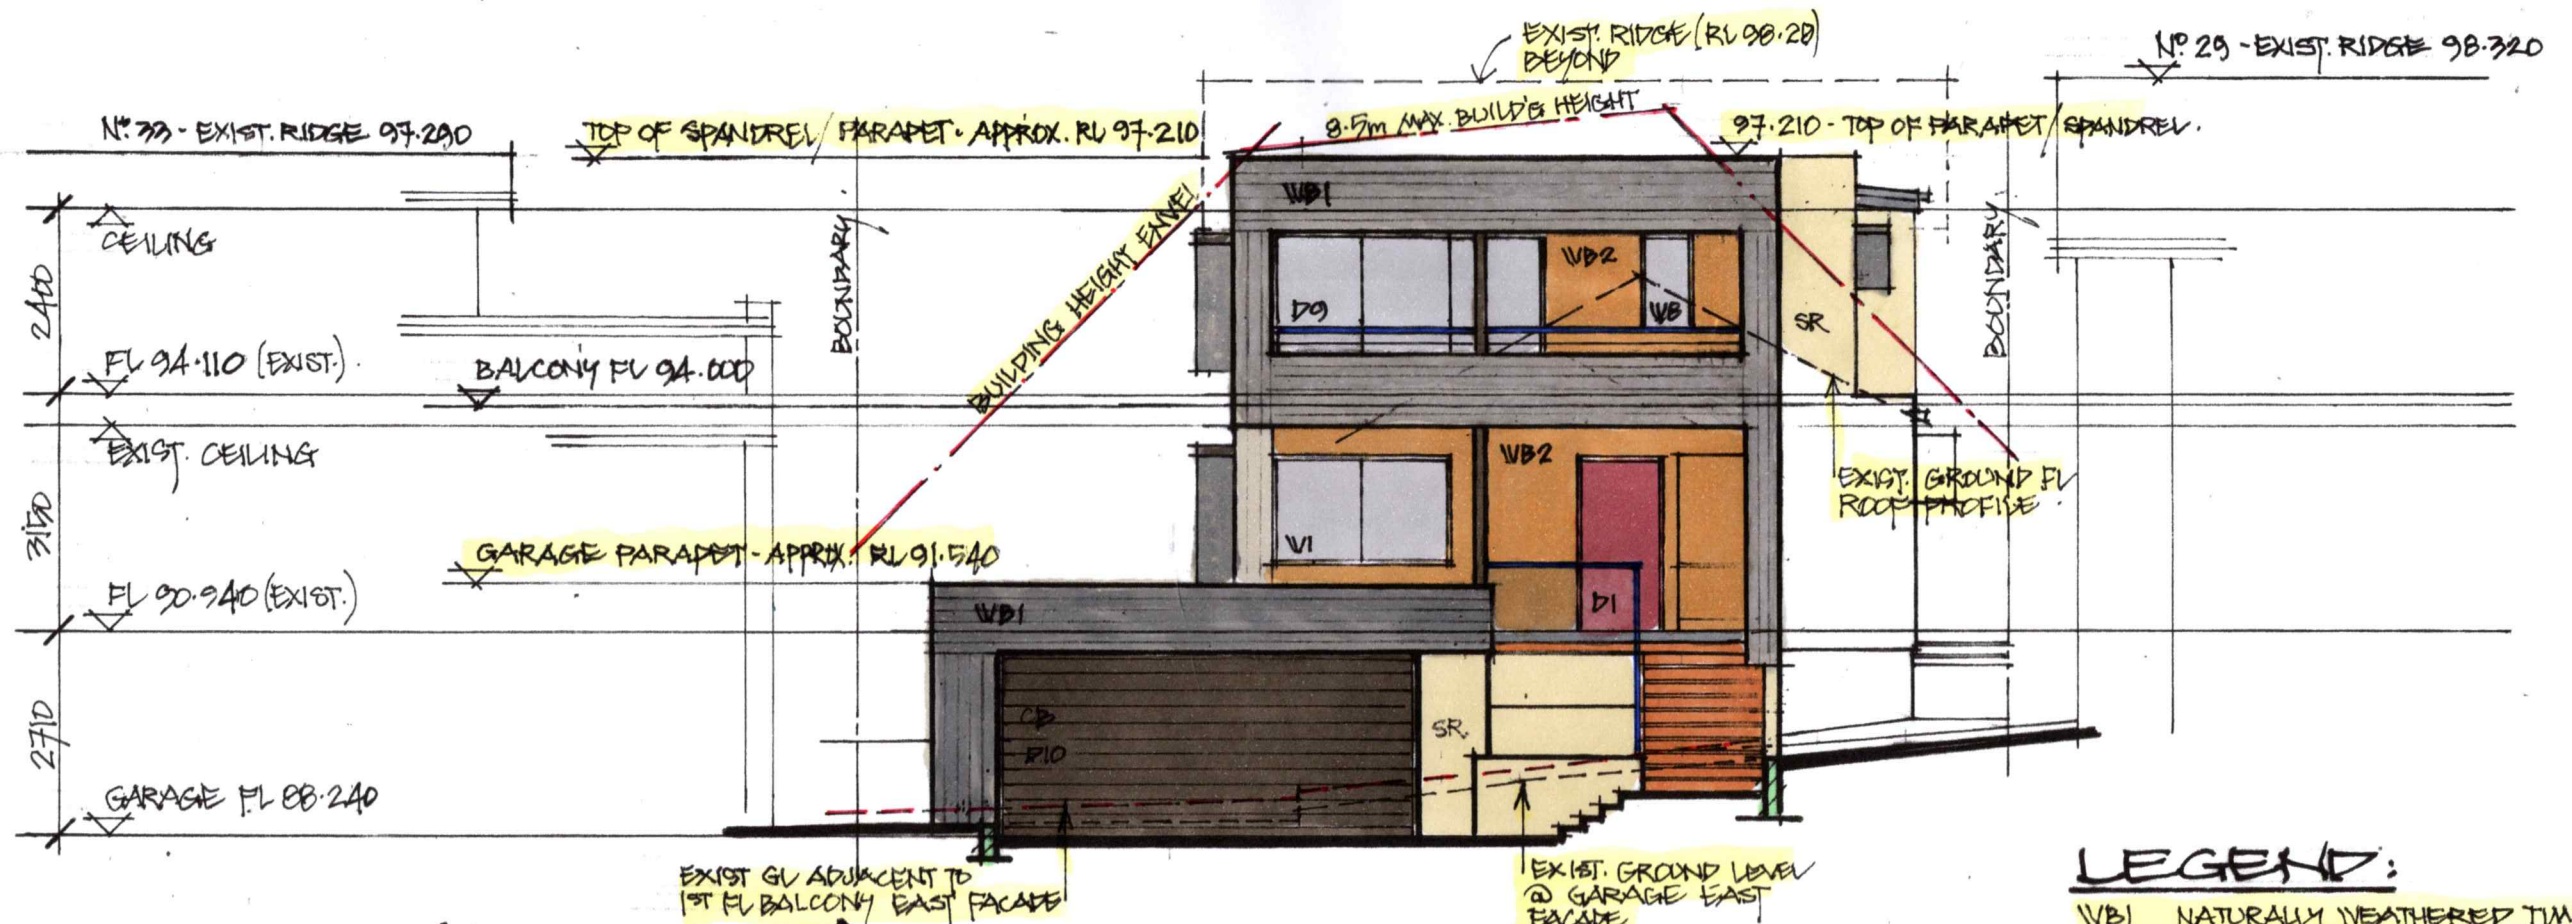 EXIST. RIDGE (RL 98.20)
BEYOND
Nº 29 - EXIST. RIDGE 98.320
8.5m MAX. BUILD'G HEIGHT
Nº 33 - EXIST. RIDGE 97.290
TOP OF SPANDREL / PARAPET - APPROX. RL 97.210
97.210 - TOP OF PARAPET / SPANDREL.
CEILING
2400
BOUNDARY
BUILDING HEIGHT ENVEL
WB1
WB2
D9
W8
SR
BOUNDARY
FL 94.110 (EXIST.)
BALCONY FL 94.000
EXIST. CEILING
3150
WB2
W1
D1
EXIST. GROUND FL
ROOF PROFILE
GARAGE PARAPET - APPROX. RL 91.540
FL 90.940 (EXIST.)
WB1
2710
CB
D10
SR.
GARAGE FL 88.240
EXIST GL ADJACENT TO
1ST FL BALCONY EAST FACADE
EXIST. GROUND LEVEL
@ GARAGE EAST
FACADE
LEGEND:
WB1 NATURALLY WEATHERED TIM